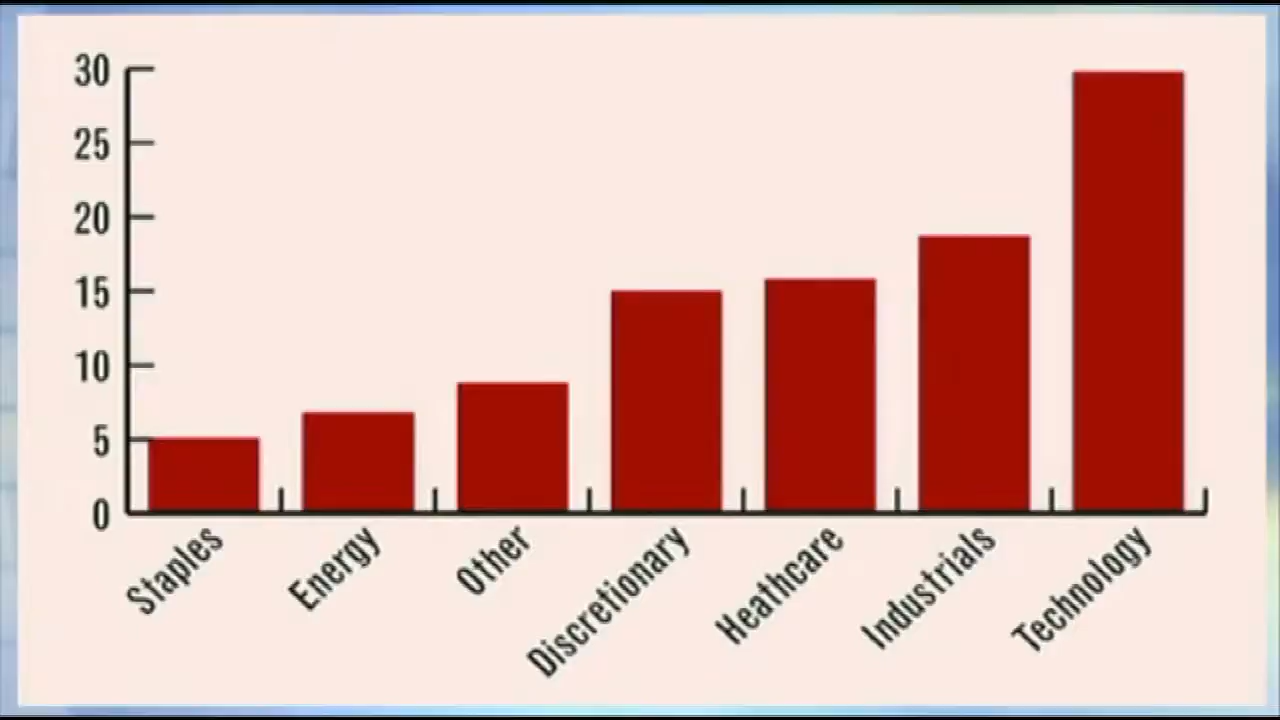 30
25
20
15
10
5
0
Staples
Energy
Other
Discretionary
Heathcare
Industrials
Technology